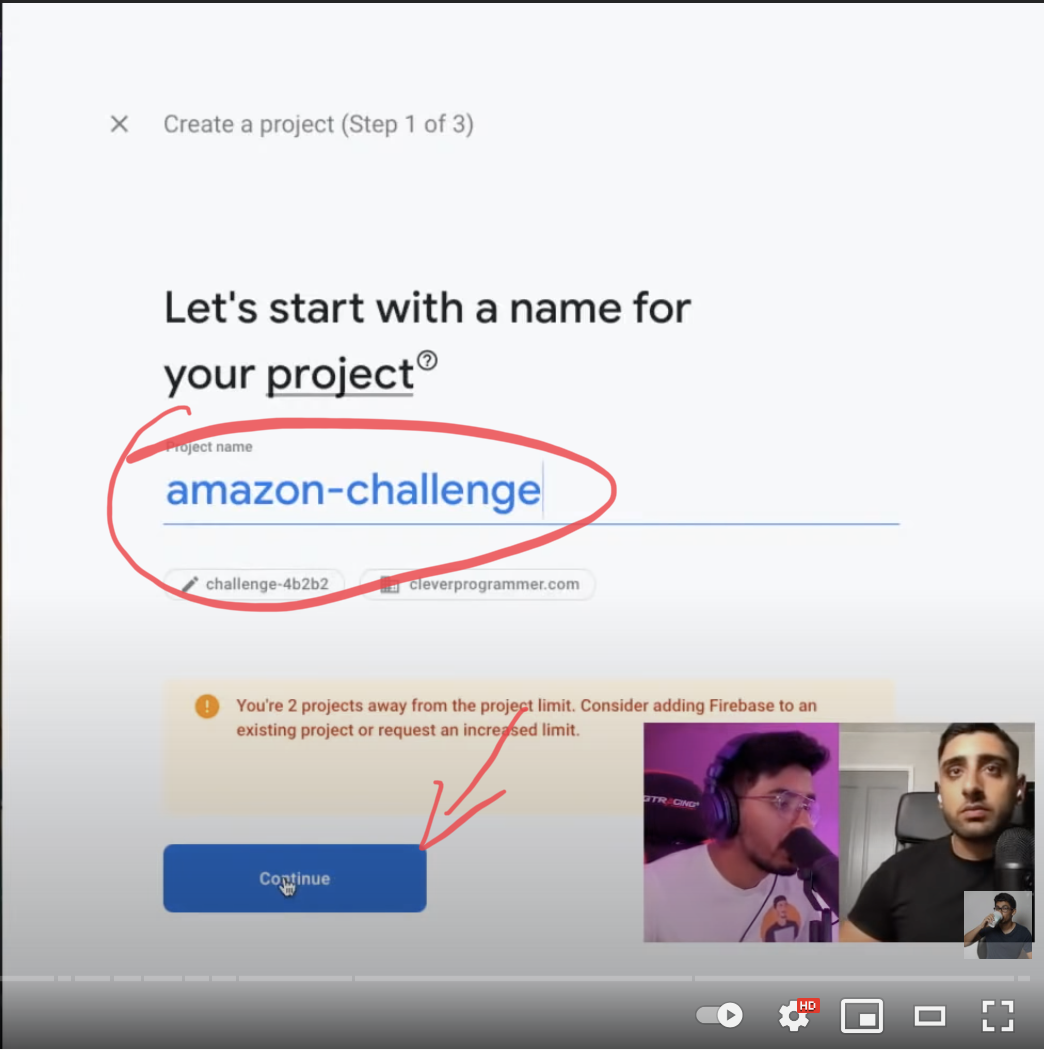 Create a project (Step 1 of 3)
Let's start with a name for
your project
Project name
amazon-challenge
challenge-4b2b2
cleverprogrammer.com
You're 2 projects away from the project limit. Consider adding Firebase to an
existing project or request an increased limit.
GTRACING
Continue
HD